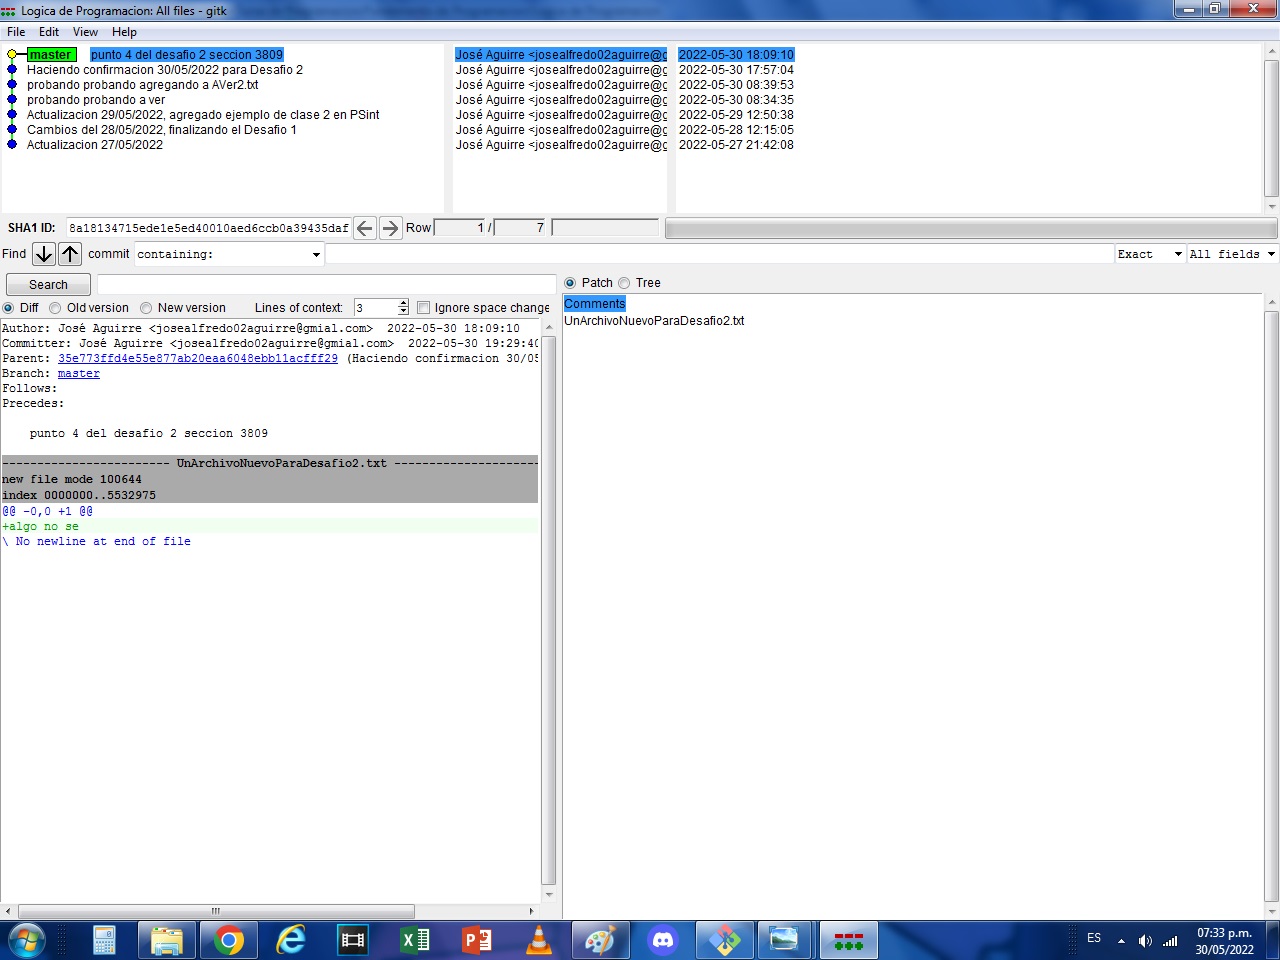 Logica de Programacion: All files - gitk
File Edit View Help
master punto 4 del desafio 2 seccion 3809 José Aguirre <josealfredo02aguirre@g 2022-05-30 18:09:10
Haciendo confirmacion 30/05/2022 para Desafio 2 José Aguirre <josealfredo02aguirre@g 2022-05-30 17:57:04
probando probando agregando a AVer2.txt José Aguirre <josealfredo02aguirre@g 2022-05-30 08:39:53
probando probando a ver José Aguirre <josealfredo02aguirre@g 2022-05-30 08:34:35
Actualizacion 29/05/2022, agregado ejemplo de clase 2 en PSint José Aguirre <josealfredo02aguirre@g 2022-05-29 12:50:38
Cambios del 28/05/2022, finalizando el Desafio 1 José Aguirre <josealfredo02aguirre@g 2022-05-28 12:15:05
Actualizacion 27/05/2022 José Aguirre <josealfredo02aguirre@g 2022-05-27 21:42:08
SHA1 ID: 8a18134715ede1e5ed40010aed6ccb0a39435daf Row 1 / 7
Find commit containing: Exact All fields
Search
Patch Tree
Diff Old version New version Lines of context: 3 Ignore space change
Comments
UnArchivoNuevoParaDesafio2.txt
Author: José Aguirre <josealfredo02aguirre@gmial.com> 2022-05-30 18:09:10
Committer: José Aguirre <josealfredo02aguirre@gmial.com> 2022-05-30 19:29:40
Parent: 35e773ffd4e55e877ab20eaa6048ebb11acfff29 (Haciendo confirmacion 30/05
Branch: master
Follows:
Precedes:
punto 4 del desafio 2 seccion 3809
------------------------ UnArchivoNuevoParaDesafio2.txt ---------------------
new file mode 100644
index 0000000..5532975
@@ -0,0 +1 @@
+algo no se
\ No newline at end of file
ES
07:33 p.m.
30/05/2022